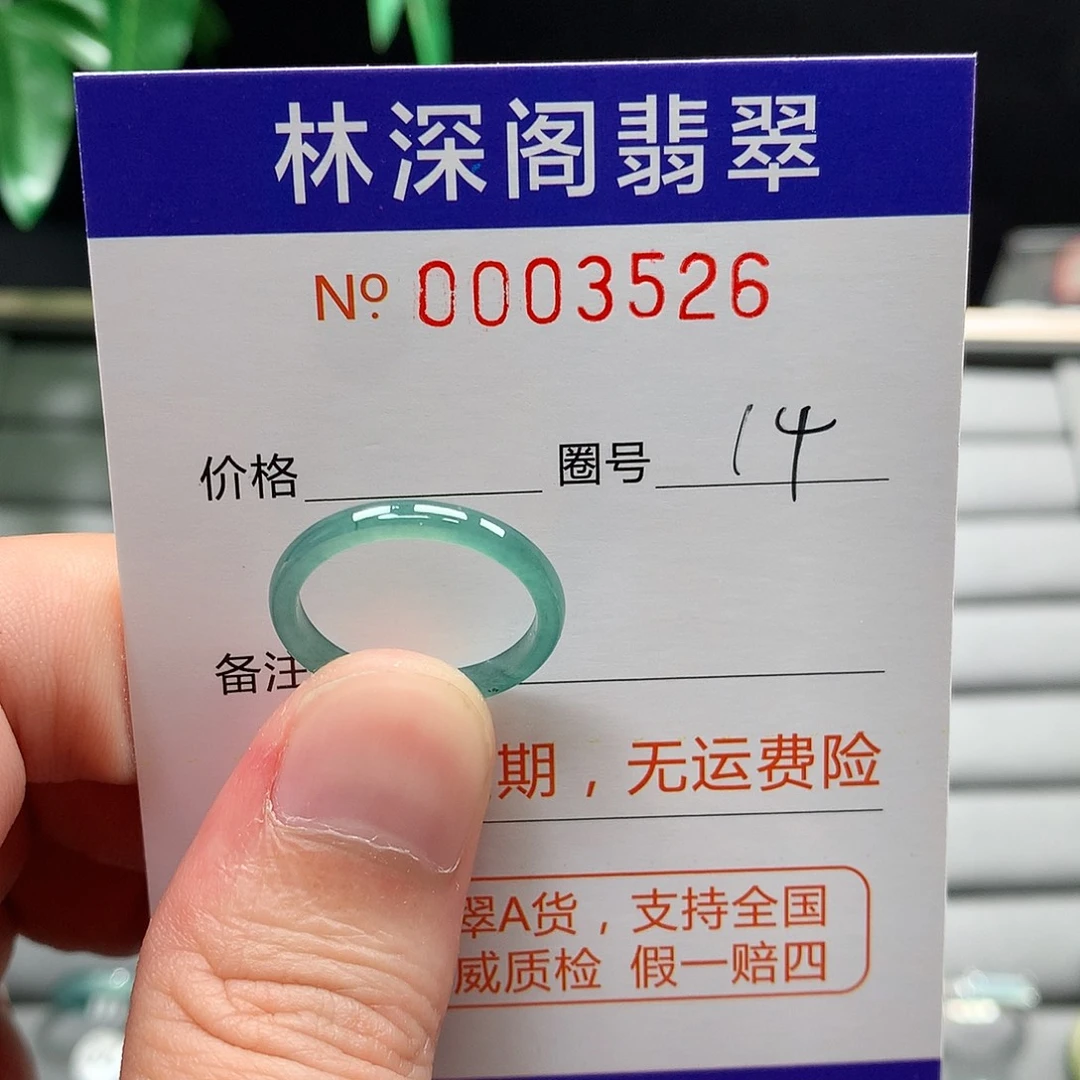 林深阁翡翠
Nº 0003526
价格 圈号 14
备注
期，无运费险
翠A货，支持全国
威质检 假一赔四